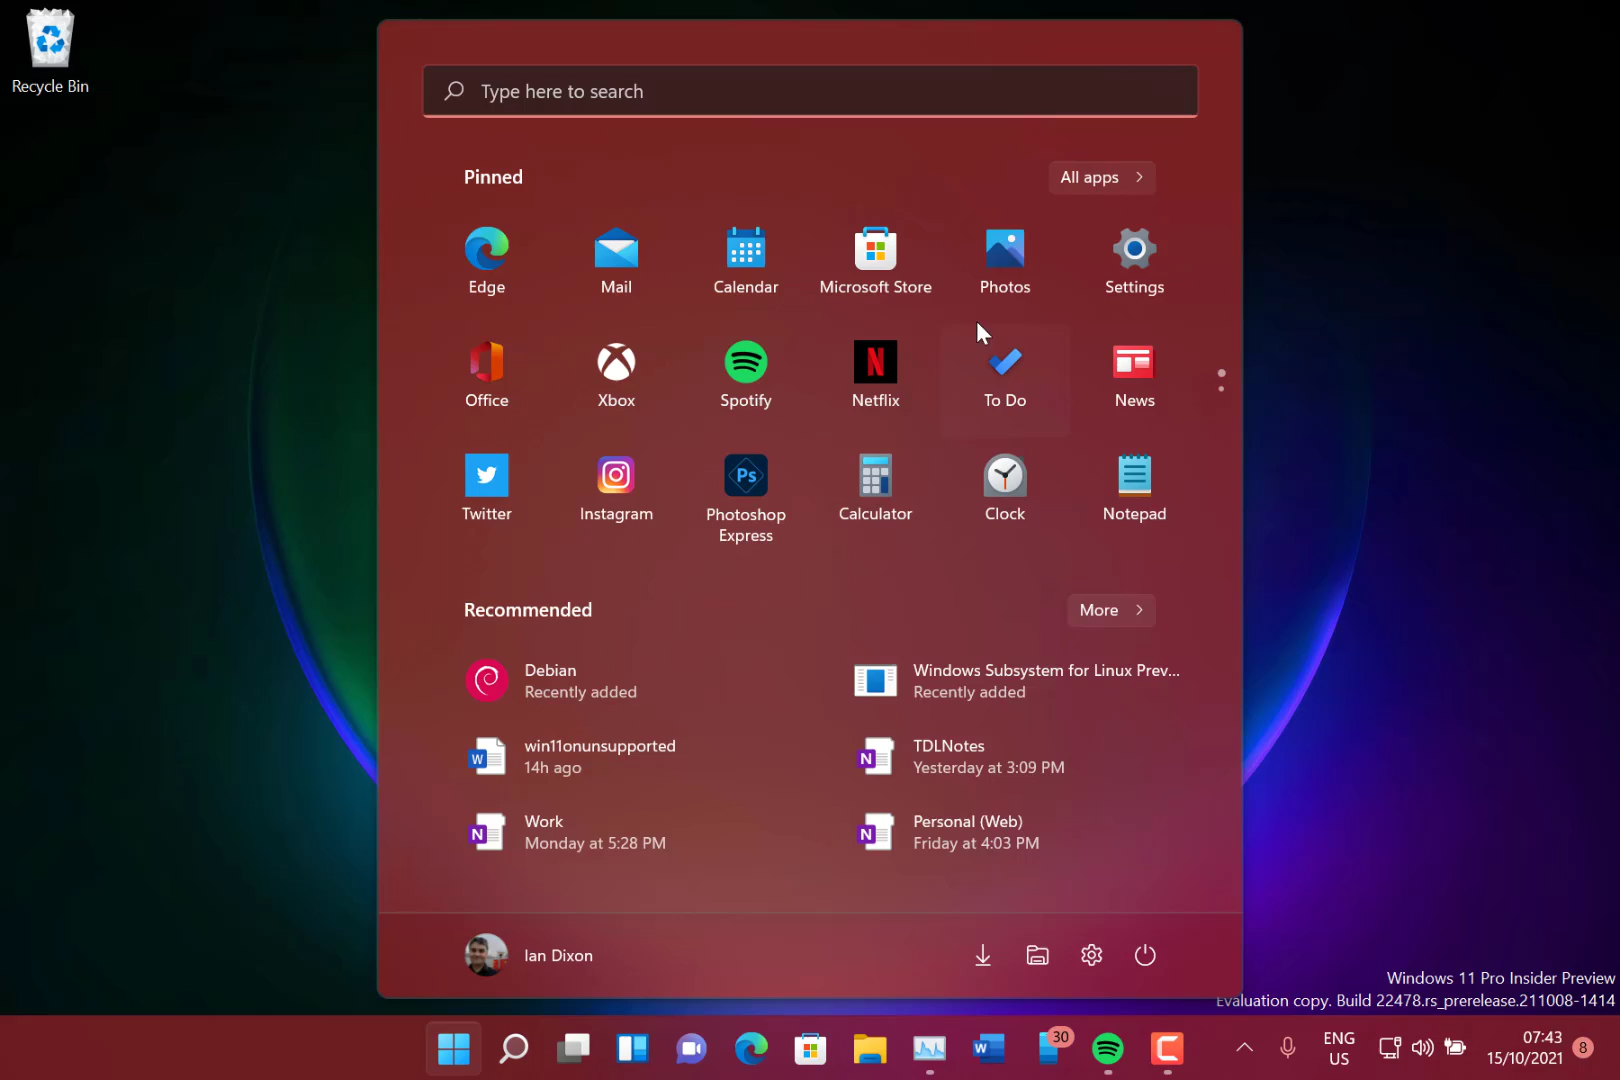 Recycle Bin
Type here to search
Pinned
All apps
Edge
Mail
Calendar
Microsoft Store
Photos
Settings
Office
Xbox
Spotify
Netflix
To Do
News
Twitter
Instagram
Ps
Photoshop
Express
Calculator
Clock
Notepad
Recommended
More
Debian
Recently added
Windows Subsystem for Linux Prev...
Recently added
win11onunsupported
14h ago
TDLNotes
Yesterday at 3:09 PM
Work
Monday at 5:28 PM
Personal (Web)
Friday at 4:03 PM
Ian Dixon
Windows 11 Pro Insider Preview
Evaluation copy. Build 22478.rs_prerelease.211008-1414
30
ENG
US
07:43
15/10/2021
8